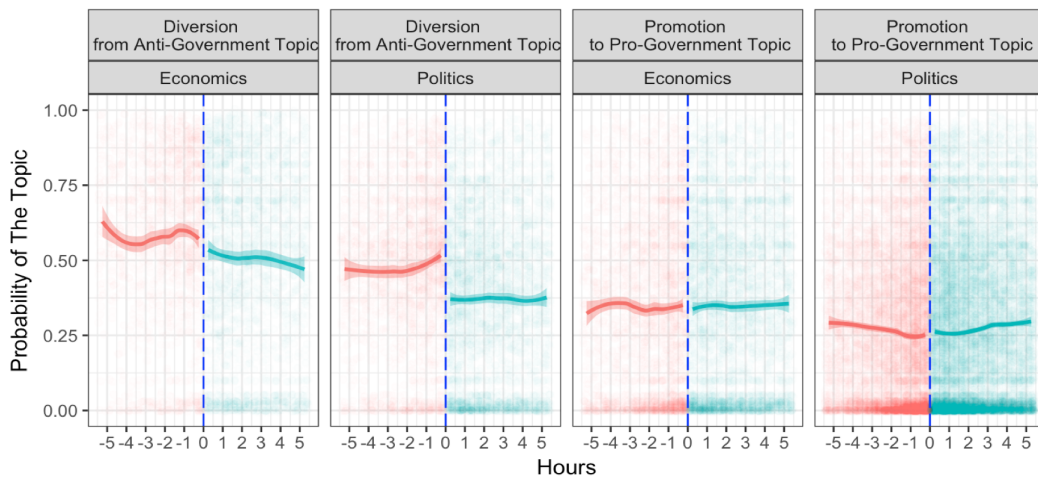 Diversion
from Anti-Government Topic
Diversion
from Anti-Government Topic
Promotion
to Pro-Government Topic
Promotion
to Pro-Government Topic
Economics
Politics
Economics
Politics
1.00
0.75
0.50
0.25
0.00
Probability of The Topic
-5 -4 -3 -2 -1 0 1 2 3 4 5
-5 -4 -3 -2 -1 0 1 2 3 4 5
-5 -4 -3 -2 -1 0 1 2 3 4 5
-5 -4 -3 -2 -1 0 1 2 3 4 5
Hours